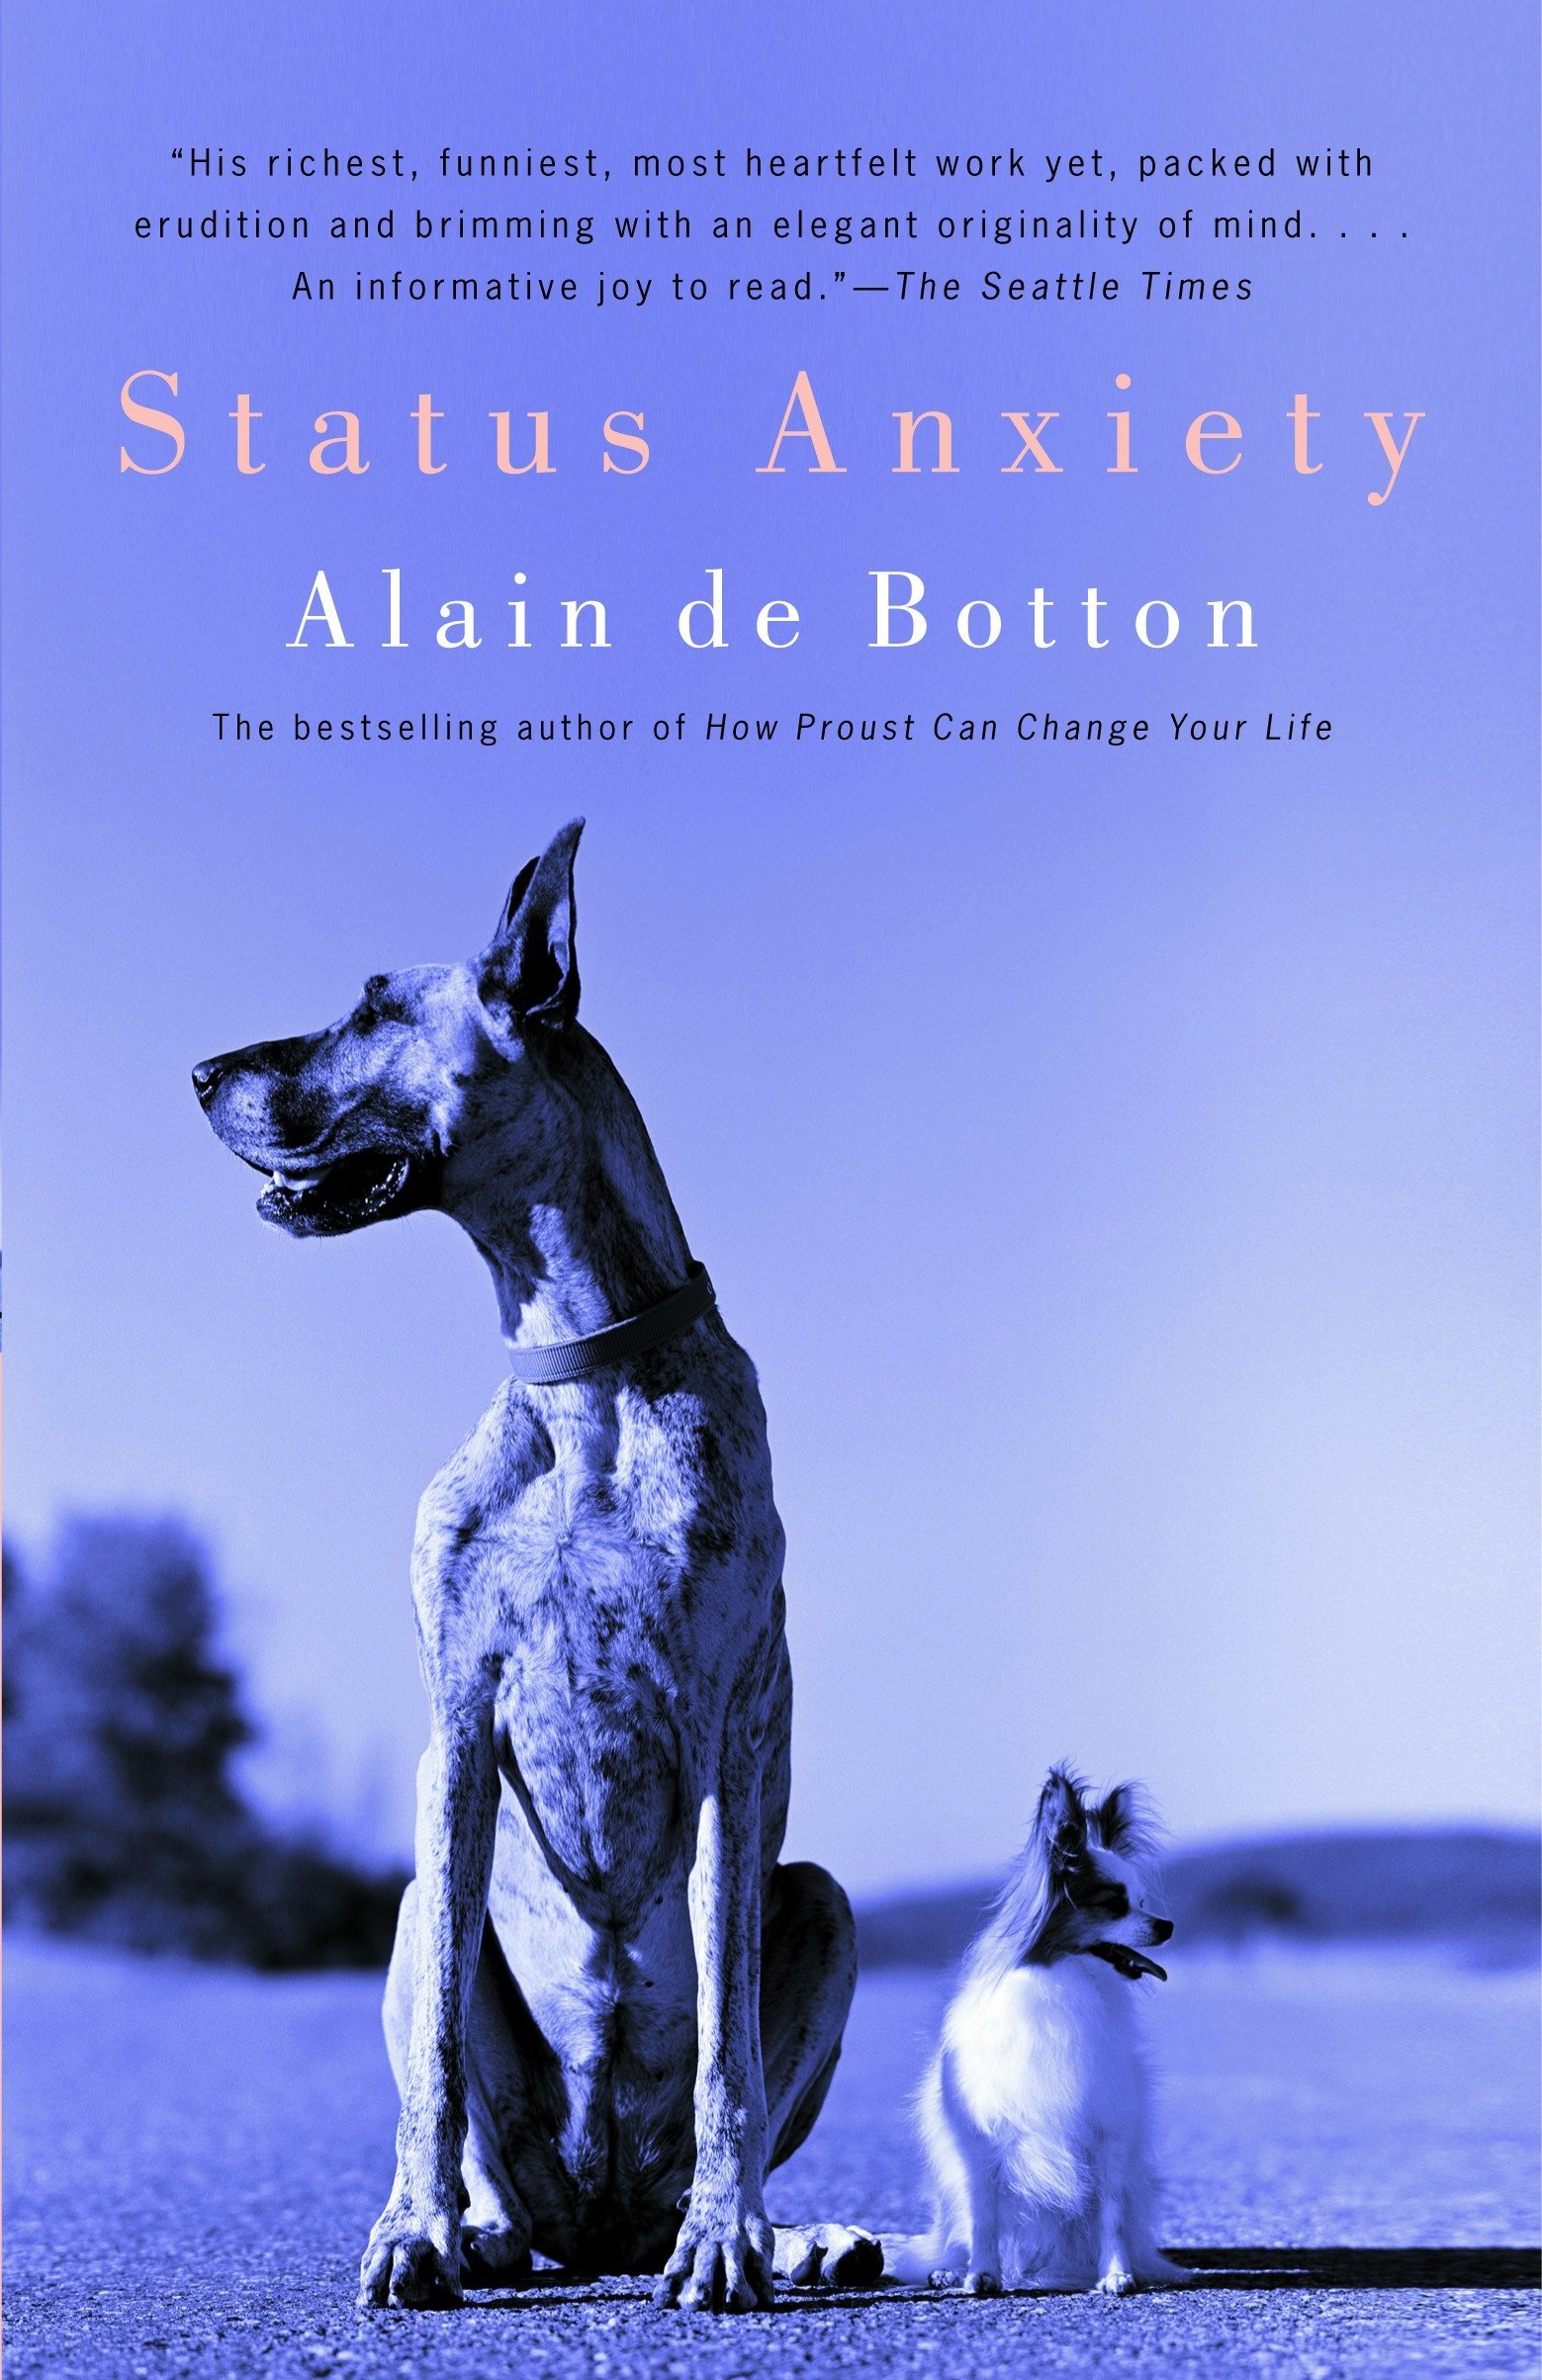 “His richest, funniest, most heartfelt work yet, packed with
erudition and brimming with an elegant originality of mind. . . .
An informative joy to read.”—The Seattle Times
Status Anxiety
Alain de Botton
The bestselling author of How Proust Can Change Your Life